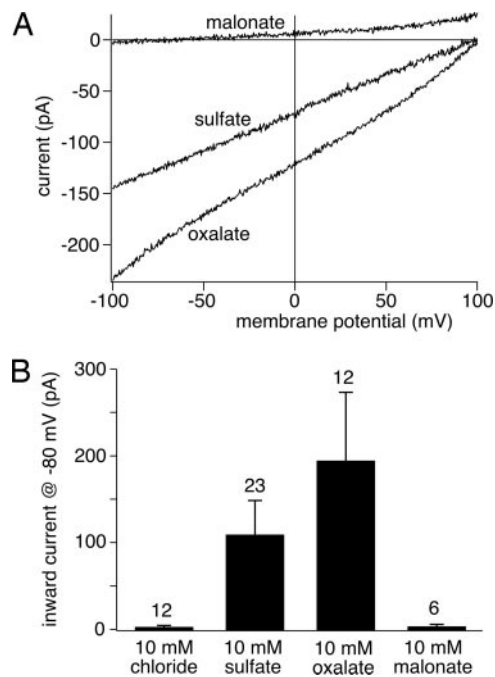 A
malonate
0
-50
sulfate
-100
-150
oxalate
-200
current (pA)
-100 -50 0 50 100
membrane potential (mV)
B
300
12
23
200
12
6
100
0
inward current @ -80 mV (pA)
10 mM 10 mM 10 mM 10 mM
chloride sulfate oxalate malonate